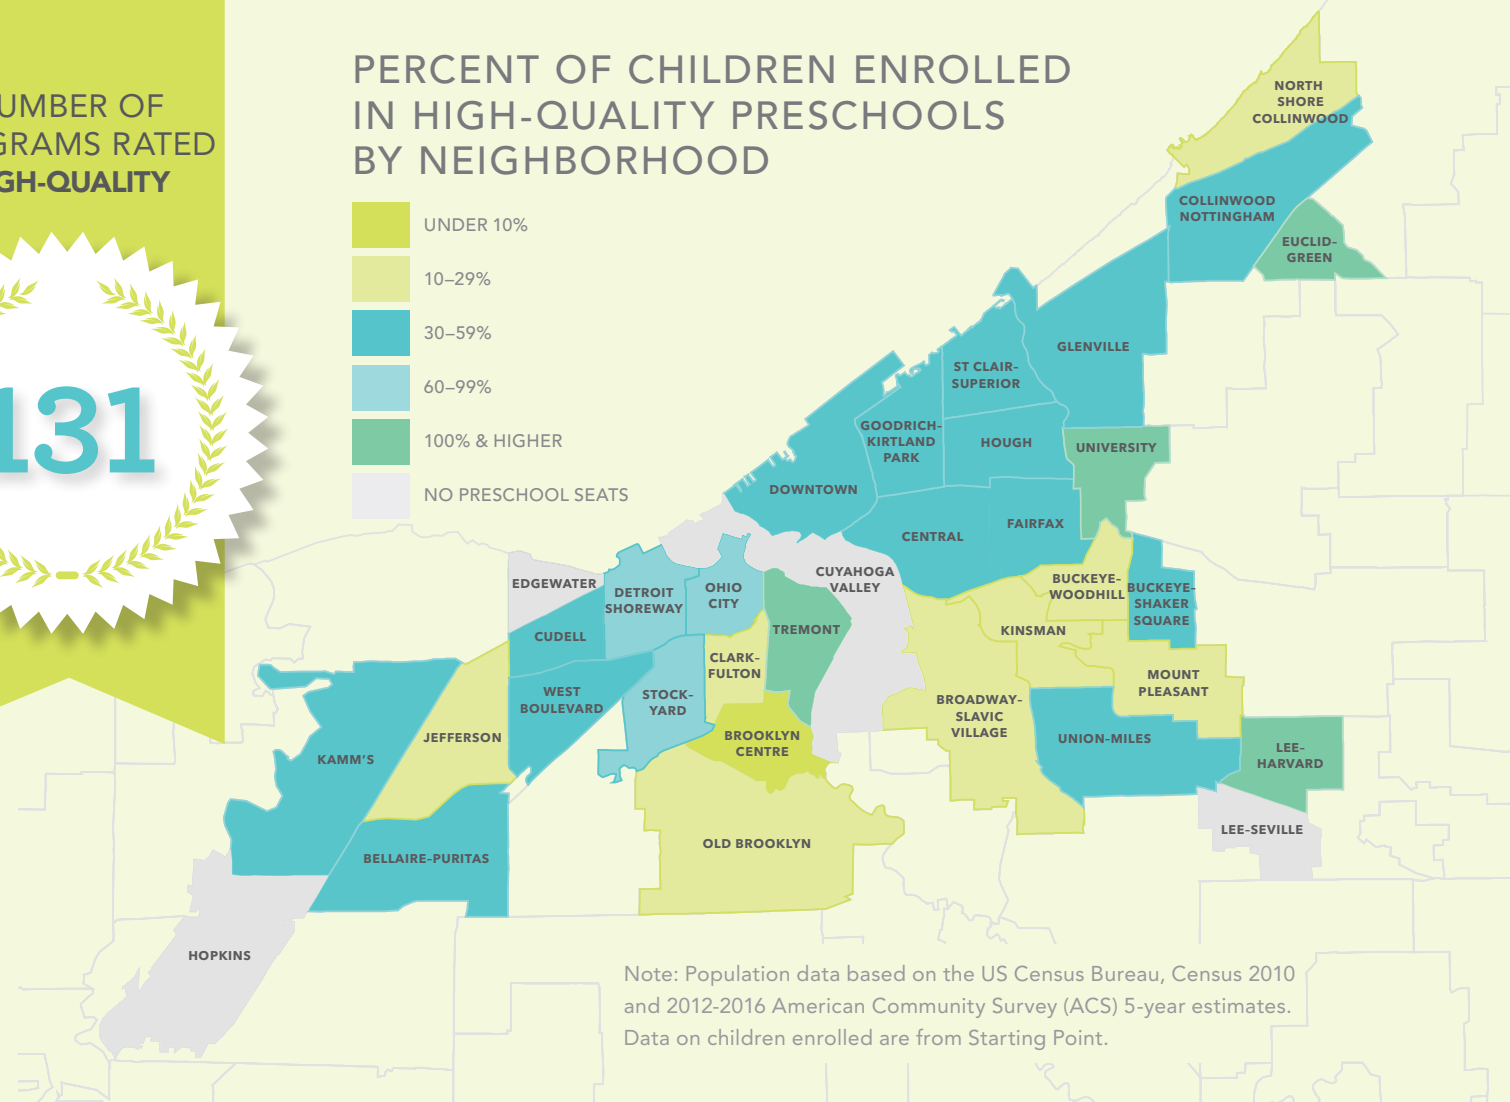 UMBER OF
GRAMS RATED
GH-QUALITY
131
PERCENT OF CHILDREN ENROLLED
IN HIGH-QUALITY PRESCHOOLS
BY NEIGHBORHOOD
UNDER 10%
10–29%
30–59%
60–99%
100% & HIGHER
NO PRESCHOOL SEATS
NORTH
SHORE
COLLINWOOD
COLLINWOOD
NOTTINGHAM
EUCLID-
GREEN
GLENVILLE
ST CLAIR-
SUPERIOR
GOODRICH-
KIRTLAND
PARK
HOUGH
UNIVERSITY
DOWNTOWN
CENTRAL
FAIRFAX
CUYAHOGA
VALLEY
EDGEWATER
DETROIT
SHOREWAY
OHIO
CITY
BUCKEYE-
WOODHILL
BUCKEYE-
SHAKER
SQUARE
CUDELL
TREMONT
KINSMAN
CLARK-
FULTON
MOUNT
PLEASANT
WEST
BOULEVARD
STOCK-
YARD
BROADWAY-
SLAVIC
VILLAGE
JEFFERSON
BROOKLYN
CENTRE
UNION-MILES
LEE-
HARVARD
KAMM'S
LEE-SEVILLE
OLD BROOKLYN
BELLAIRE-PURITAS
HOPKINS
Note: Population data based on the US Census Bureau, Census 2010
and 2012-2016 American Community Survey (ACS) 5-year estimates.
Data on children enrolled are from Starting Point.